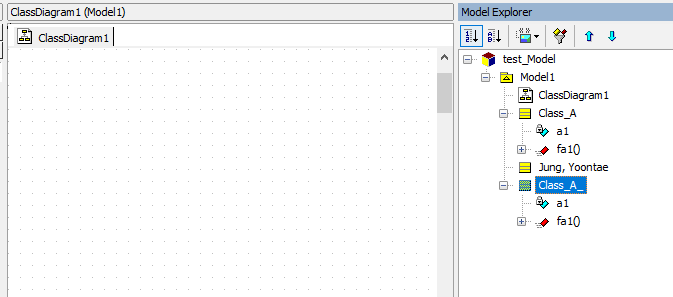 ClassDiagram1 (Model1)
ClassDiagram1
Model Explorer
test_Model
Model1
ClassDiagram1
Class_A
a1
fa1()
Jung, Yoontae
Class_A_
a1
fa1()